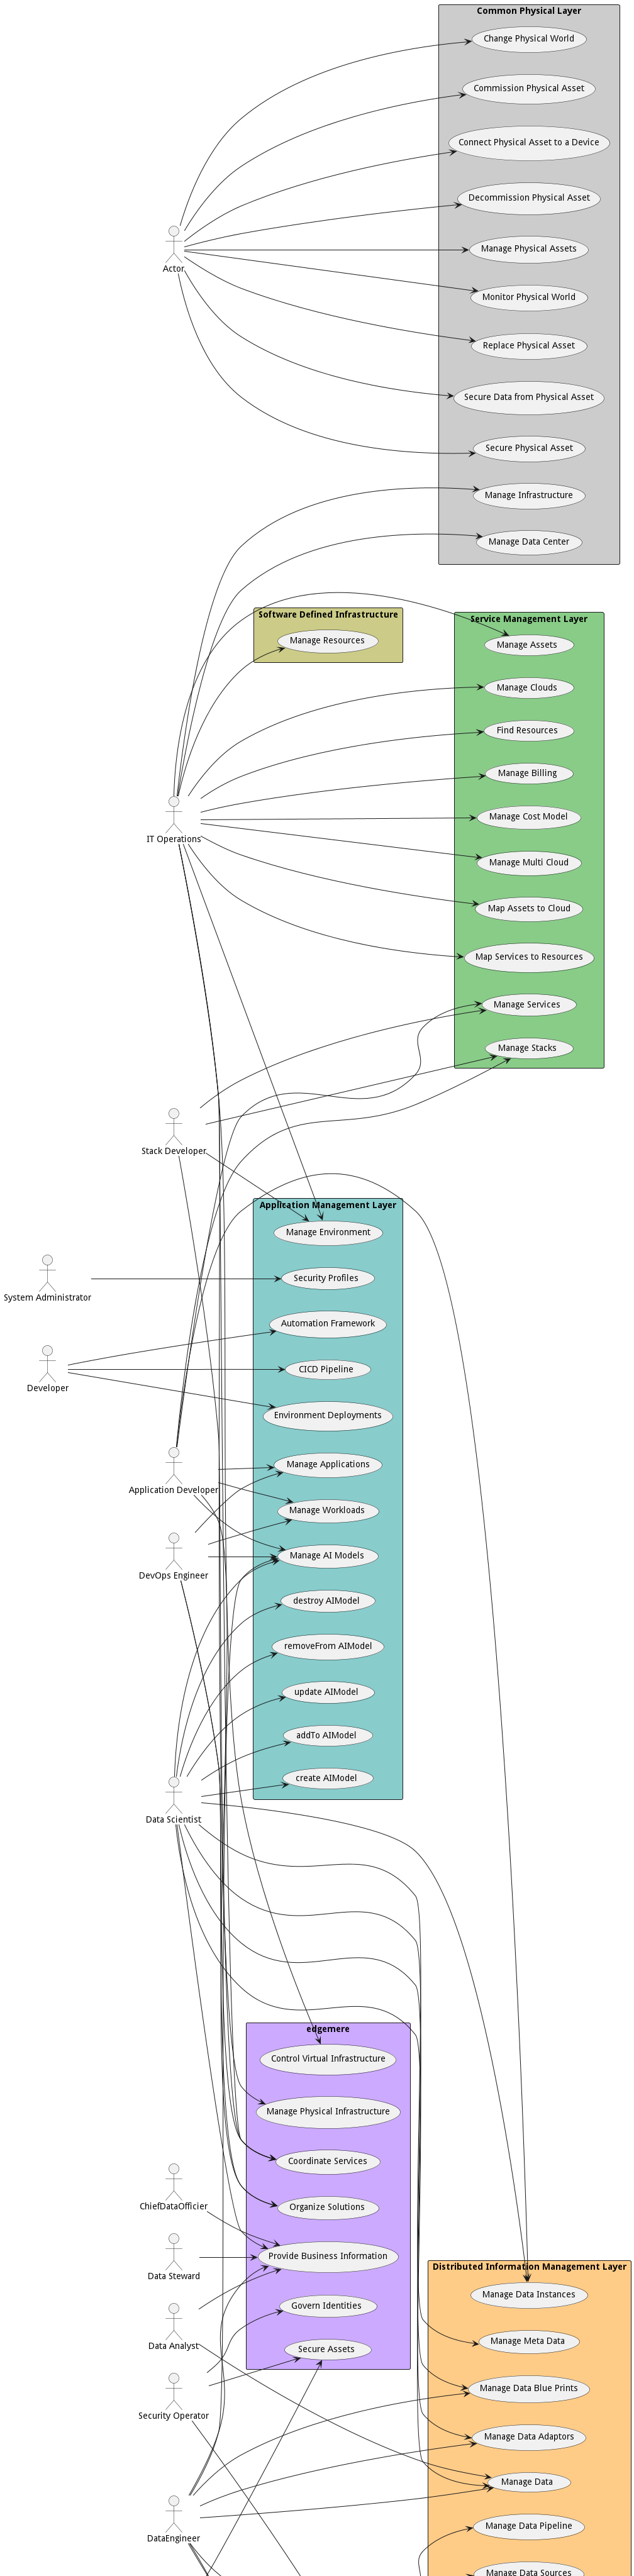 Common Physical Layer
Change Physical World
Commission Physical Asset
Connect Physical Asset to a Device
Decommission Physical Asset
Manage Physical Assets
Actor
Monitor Physical World
Replace Physical Asset
Secure Data from Physical Asset
Secure Physical Asset
Manage Infrastructure
Manage Data Center
Software Defined Infrastructure
Manage Resources
Service Management Layer
Manage Assets
Manage Clouds
Find Resources
Manage Billing
Manage Cost Model
IT Operations
Manage Multi Cloud
Map Assets to Cloud
Map Services to Resources
Manage Services
Manage Stacks
Stack Developer
Application Management Layer
Manage Environment
Security Profiles
System Administrator
Automation Framework
CICD Pipeline
Developer
Environment Deployments
Manage Applications
Application Developer
Manage Workloads
Manage AI Models
DevOps Engineer
destroy AIModel
removeFrom AIModel
update AIModel
addTo AIModel
create AIModel
Data Scientist
edgemere
Control Virtual Infrastructure
Manage Physical Infrastructure
Coordinate Services
ChiefDataOfficier
Organize Solutions
Provide Business Information
Data Steward
Govern Identities
Data Analyst
Secure Assets
Security Operator
Distributed Information Management Layer
Manage Data Instances
Manage Meta Data
Manage Data Blue Prints
Manage Data Adaptors
Manage Data
Manage Data Pipeline
DataEngineer
Manage Data Sources